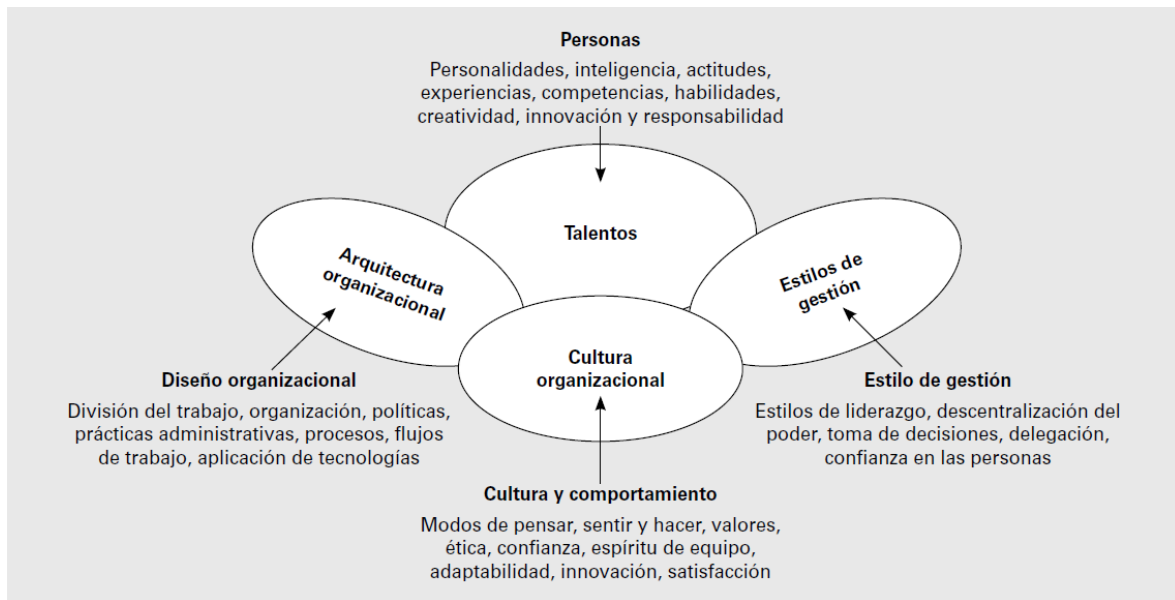 Personas
Personalidades, inteligencia, actitudes,
experiencias, competencias, habilidades,
creatividad, innovación y responsabilidad
Talentos
Arquitectura
organizacional
Estilos de
gestión
Cultura
organizacional
Diseño organizacional
División del trabajo, organización, políticas,
prácticas administrativas, procesos, flujos
de trabajo, aplicación de tecnologías
Estilo de gestión
Estilos de liderazgo, descentralización del
poder, toma de decisiones, delegación,
confianza en las personas
Cultura y comportamiento
Modos de pensar, sentir y hacer, valores,
ética, confianza, espíritu de equipo,
adaptabilidad, innovación, satisfacción